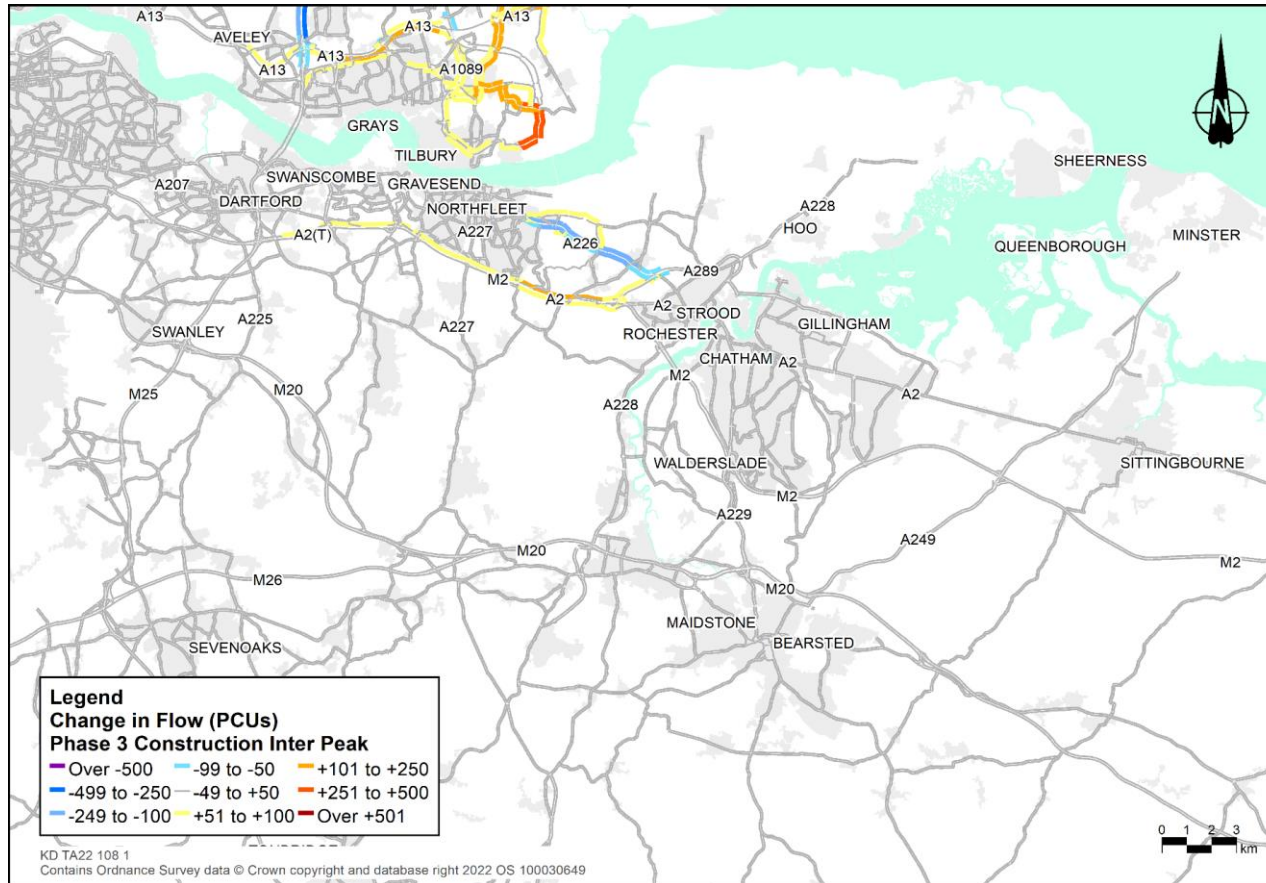 A13
A13
A13
AVELEY
A13
A13
A1089
GRAYS
TILBURY
SHEERNESS
SWANSCOMBE
GRAVESEND
A207
DARTFORD
NORTHFLEET
A228
HOO
MINSTER
QUEENBOROUGH
A2(T)
A227
A226
A289
M2
A2
A2
STROOD
SWANLEY
A225
A227
ROCHESTER
GILLINGHAM
CHATHAM
A2
M2
M25
M20
A228
A2
WALDERSLADE
SITTINGBOURNE
M2
A229
A249
M20
M2
M26
M20
MAIDSTONE
BEARSTED
SEVENOAKS
N
Legend
Change in Flow (PCUs)
Phase 3 Construction Inter Peak
Over -500 -99 to -50 +101 to +250
-499 to -250 -49 to +50 +251 to +500
-249 to -100 +51 to +100 Over +501
0 1 2 3
km
KD TA22 108 1
Contains Ordnance Survey data © Crown copyright and database right 2022 OS 100030649